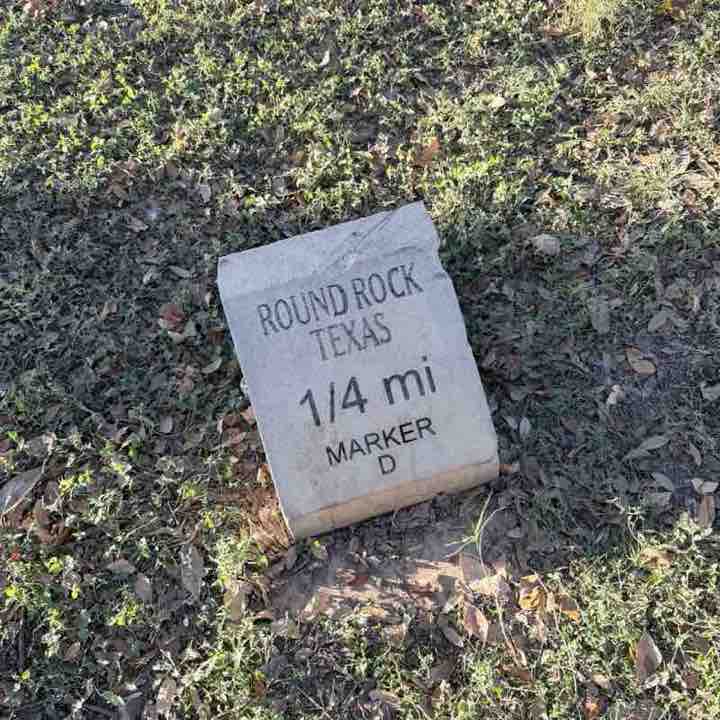 ROUND ROCK
TEXAS
1/4 mi
MARKER
D